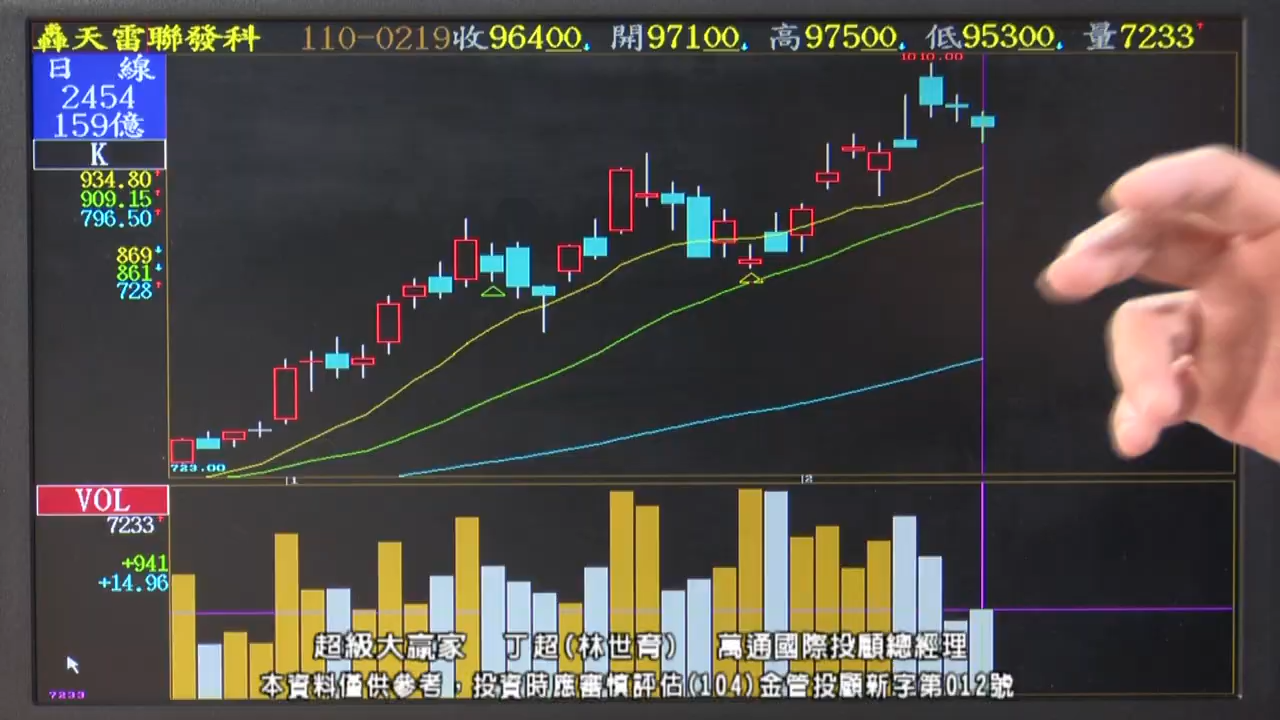 轟天雷聯發科 110-0219收96400↓ 開97100↓ 高97500↓ 低95300↓ 量7233↑
日 線
2454
159億
K
1010.00
934.80↑
909.15↑
796.50↑
869↓
861↓
728↑
723.00
1 2
VOL
7233↑
+941
+14.96
超級大贏家 丁超(林世育) 萬通國際投顧總經理
本資料僅供參考，投資時應審慎評估(104)金管投顧新字第012號
7233